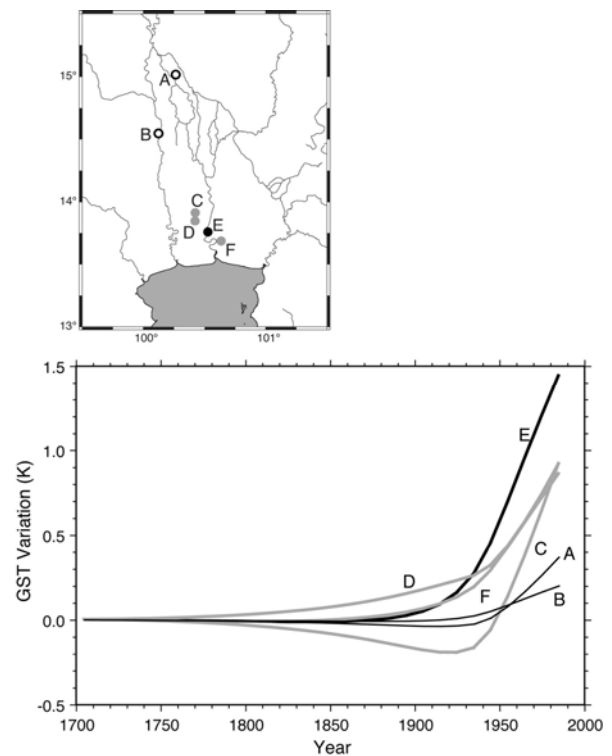 15°
A
B
14°
C
D
E
F
13°
100°
101°
1.5
E
1.0
GST Variation (K)
0.5
D
C
A
F
B
0.0
-0.5
1700
1750
1800
1850
1900
1950
2000
Year